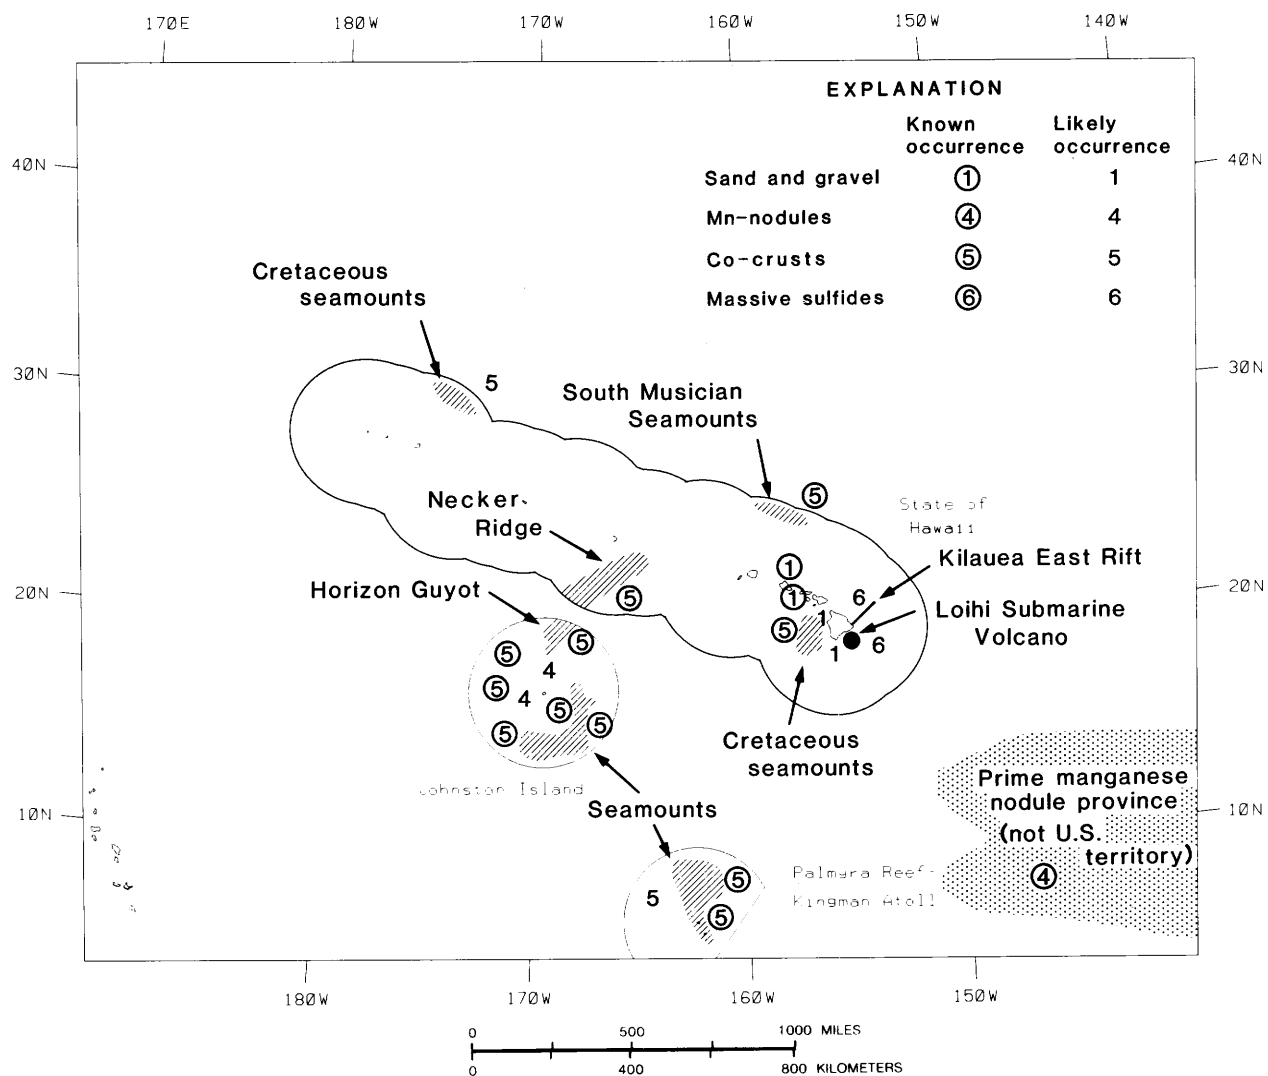 170E 180W 170W 160W 150W 140W
EXPLANATION
Known occurrence
Likely occurrence
Sand and gravel ① 1
Mn-nodules ④ 4
Co-crusts ⑤ 5
Massive sulfides ⑥ 6
40N
40N
Cretaceous
seamounts
30N
30N
5
South Musician
Seamounts
⑤
State of
Hawaii
Necker
Ridge
Kilauea East Rift
①
20N
20N
Horizon Guyot
⑤
①
6
Loihi Submarine
Volcano
⑤
1
1
6
⑤
⑤
4
⑤
4
⑤
⑤
⑤
Cretaceous
seamounts
Johnston Island
Prime manganese
nodule province
(not U.S.
territory)
10N
10N
Seamounts
④
Palmyra Reef-
Kingman Atoll
5
⑤
⑤
180W 170W 160W 150W
0 500 1000 MILES
0 400 800 KILOMETERS